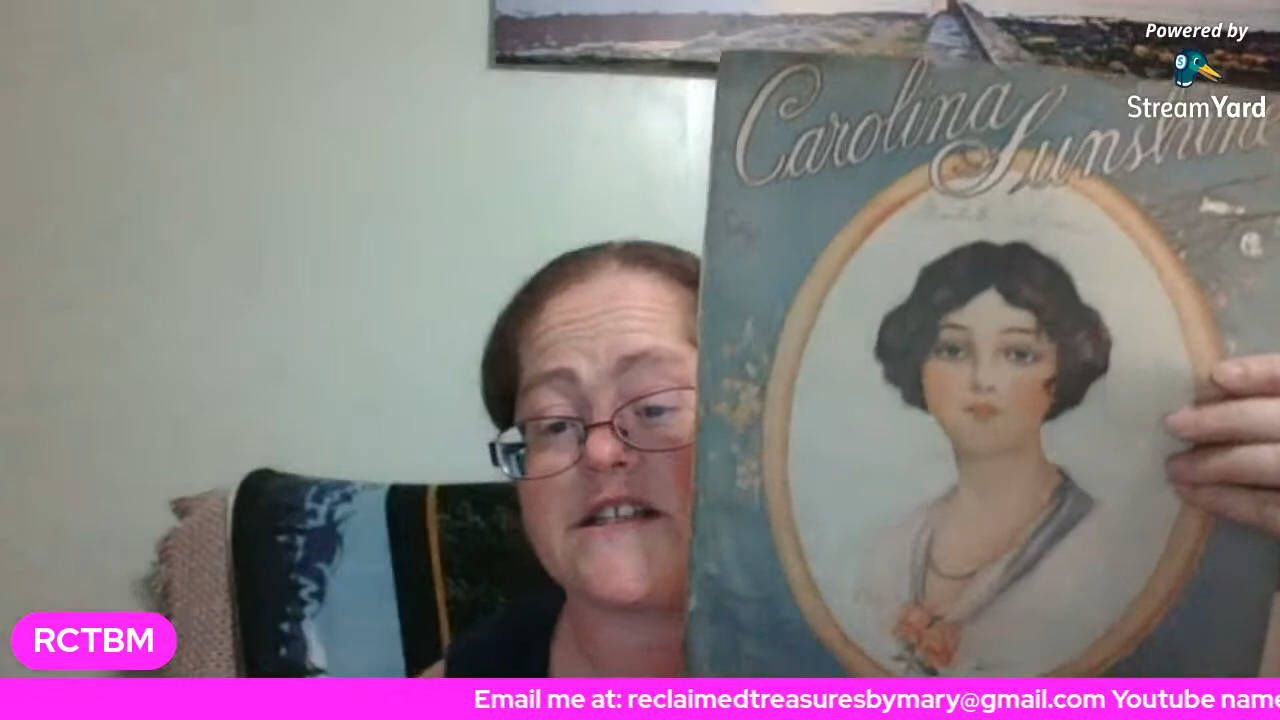 Powered by
StreamYard
Carolina
Sunshine
RCTBM
Email me at: reclaimedtreasuresbymary@gmail.com Youtube name